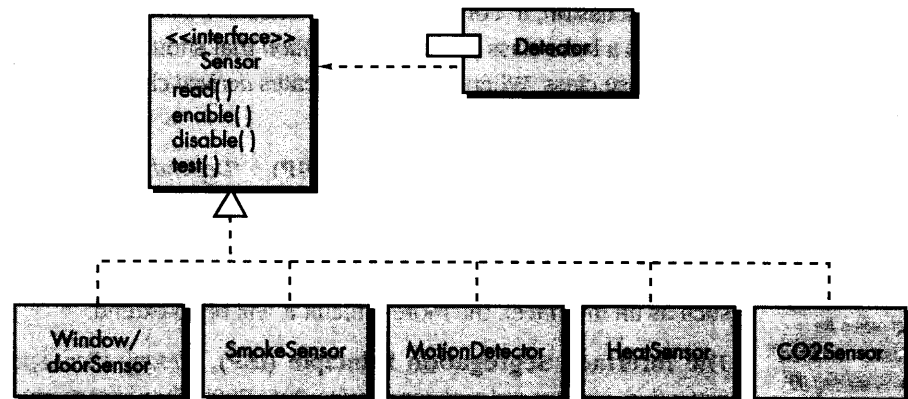 <<interface>>
Sensor
read( )
enable( )
disable( )
test( )
Detector
Window/
doorSensor
SmokeSensor
MotionDetector
HeatSensor
CO2Sensor